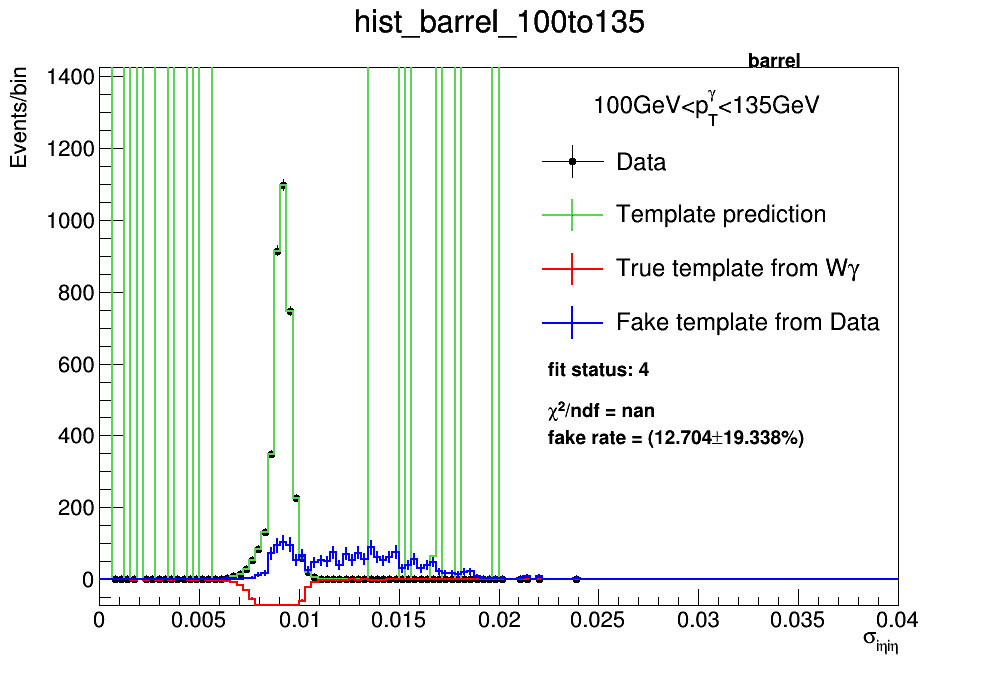 hist_barrel_100to135
barrel
Events/bin
1400
1200
1000
800
600
400
200
0
100GeV<p_T^γ<135GeV
Data
Template prediction
True template from Wγ
Fake template from Data
fit status: 4
χ²/ndf = nan
fake rate = (12.704±19.338%)
0 0.005 0.01 0.015 0.02 0.025 0.03 0.035 0.04
σ_iηiη